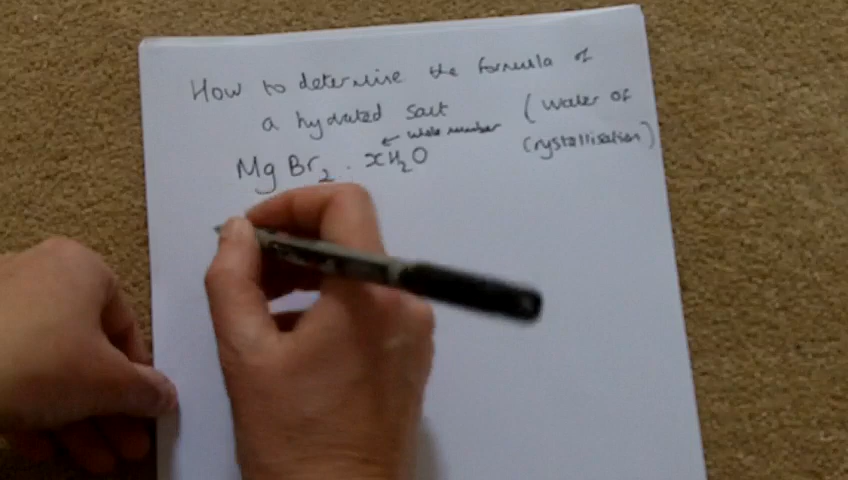 How to determine the formula of
a hydrated salt (water of
crystallisation)
← whole number
MgBr₂ . xH₂O